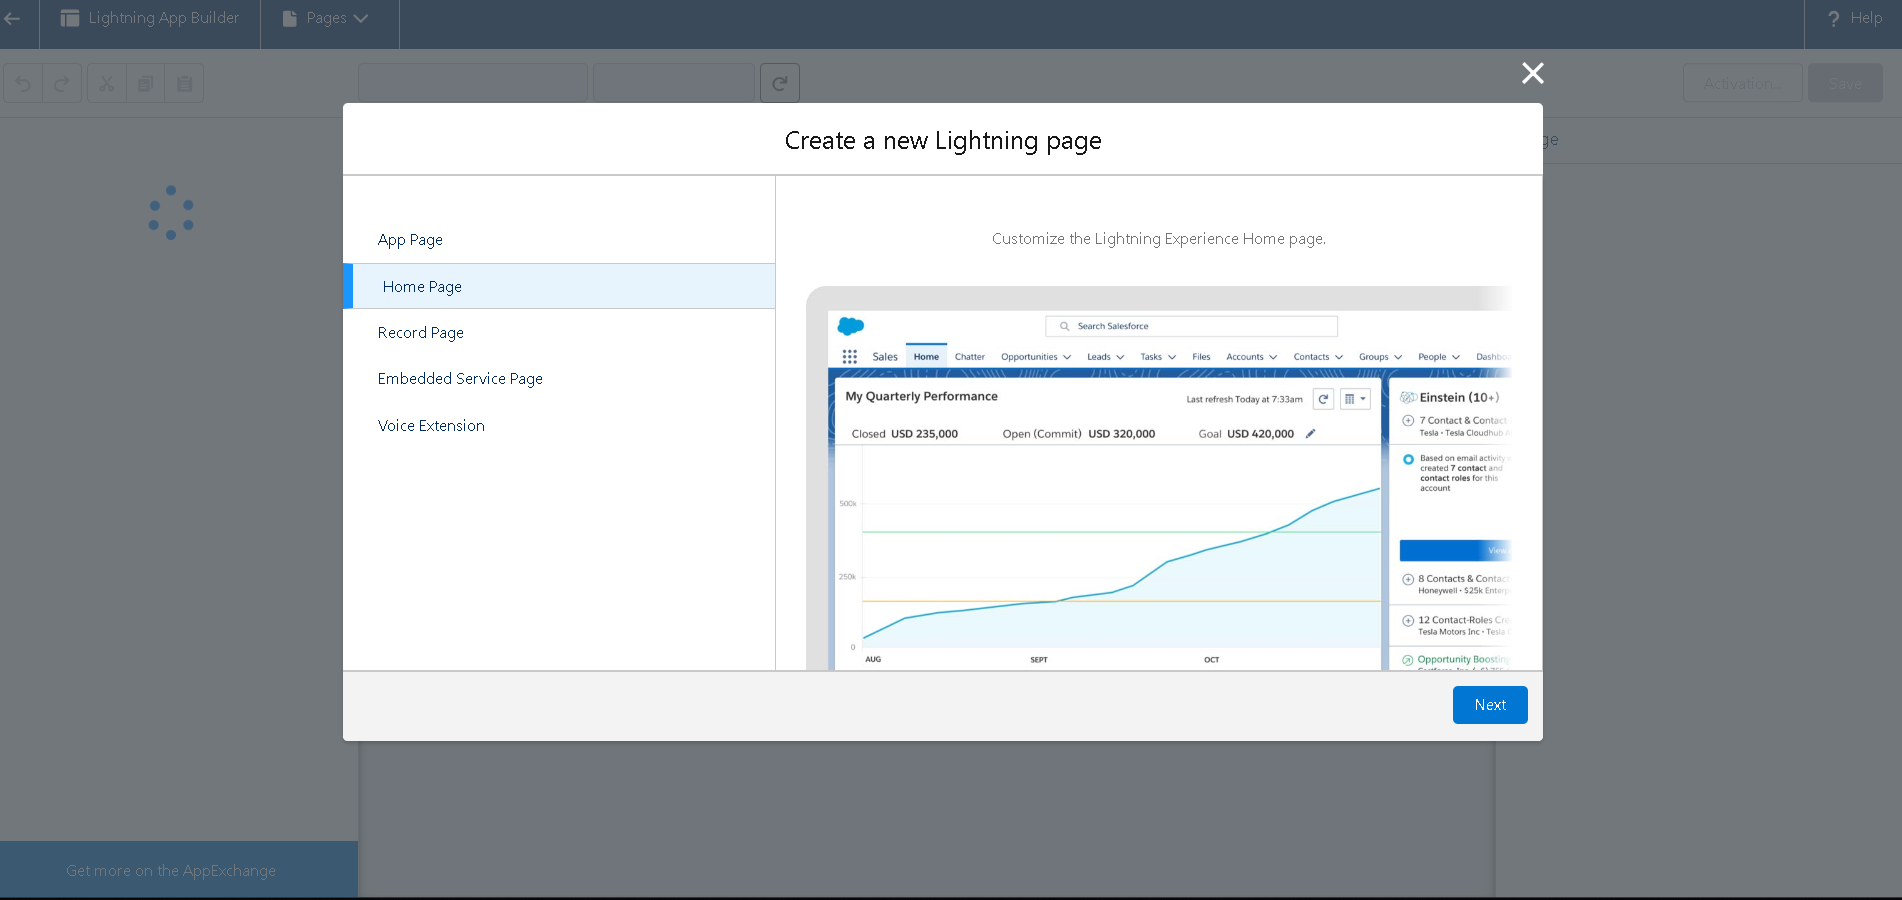 Lightning App Builder
Pages
? Help
Activation...
Save
ge
Create a new Lightning page
App Page
Home Page
Record Page
Embedded Service Page
Voice Extension
Customize the Lightning Experience Home page.
Search Salesforce
Sales Home Chatter Opportunities Leads Tasks Files Accounts Contacts Groups People Dashbo
My Quarterly Performance
Last refresh Today at 7:33am
Closed USD 235,000 Open (Commit) USD 320,000 Goal USD 420,000
500k
250k
0
AUG SEPT OCT
Einstein (10+)
7 Contact & Contact
Tesla • Tesla Cloudhub
Based on email activity
created 7 contact and
contact roles for this
account
View
8 Contacts & Contac
Honeywell • $25k Enterp
12 Contact-Roles Cre
Tesla Motors Inc • Tesla
Opportunity Boosting
Next
Get more on the AppExchange